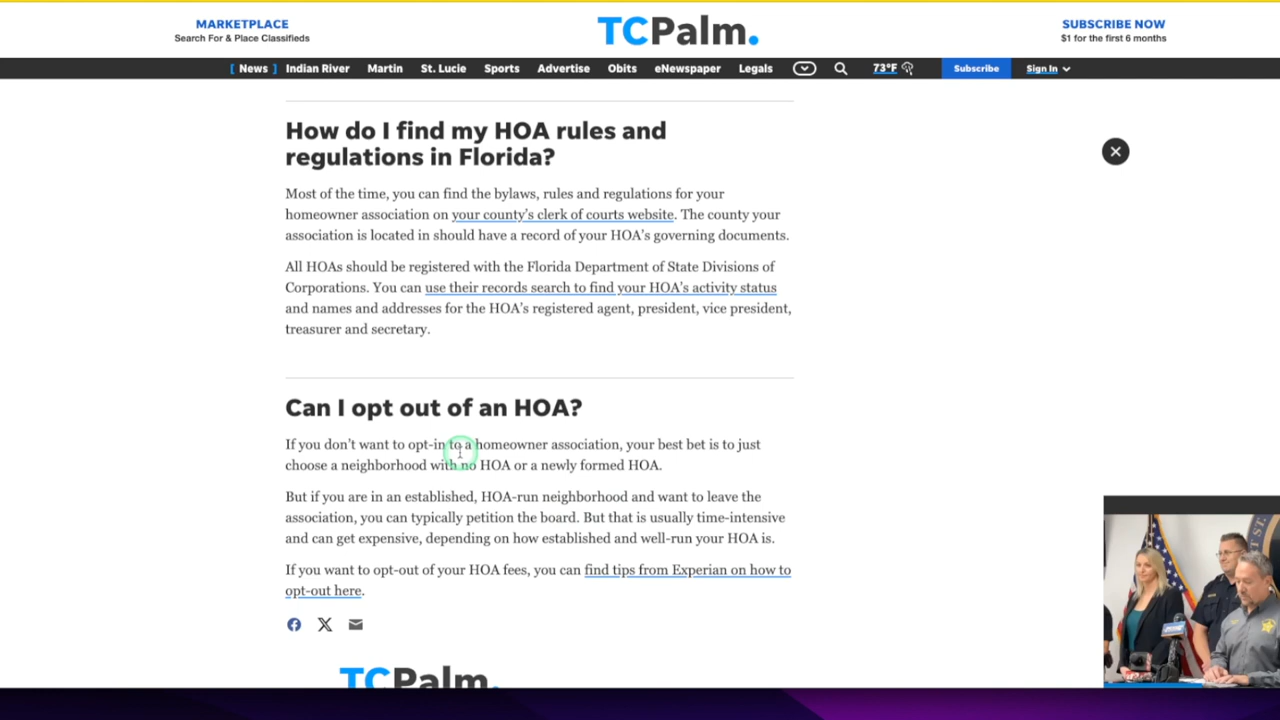 MARKETPLACE
Search For & Place Classifieds
TCPalm.
SUBSCRIBE NOW
$1 for the first 6 months
[ News ] Indian River Martin St. Lucie Sports Advertise Obits eNewspaper Legals 73°F Subscribe Sign In
How do I find my HOA rules and
regulations in Florida?
Most of the time, you can find the bylaws, rules and regulations for your
homeowner association on your county's clerk of courts website. The county your
association is located in should have a record of your HOA's governing documents.
All HOAs should be registered with the Florida Department of State Divisions of
Corporations. You can use their records search to find your HOA's activity status
and names and addresses for the HOA's registered agent, president, vice president,
treasurer and secretary.
Can I opt out of an HOA?
If you don't want to opt-in to a homeowner association, your best bet is to just
choose a neighborhood with no HOA or a newly formed HOA.
But if you are in an established, HOA-run neighborhood and want to leave the
association, you can typically petition the board. But that is usually time-intensive
and can get expensive, depending on how established and well-run your HOA is.
If you want to opt-out of your HOA fees, you can find tips from Experian on how to
opt-out here.
TCPalm.